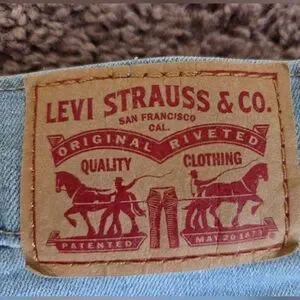 LEVI STRAUSS & CO.
SAN FRANCISCO
CAL.
ORIGINAL RIVETED
QUALITY CLOTHING
PATENTED MAY 20 1873